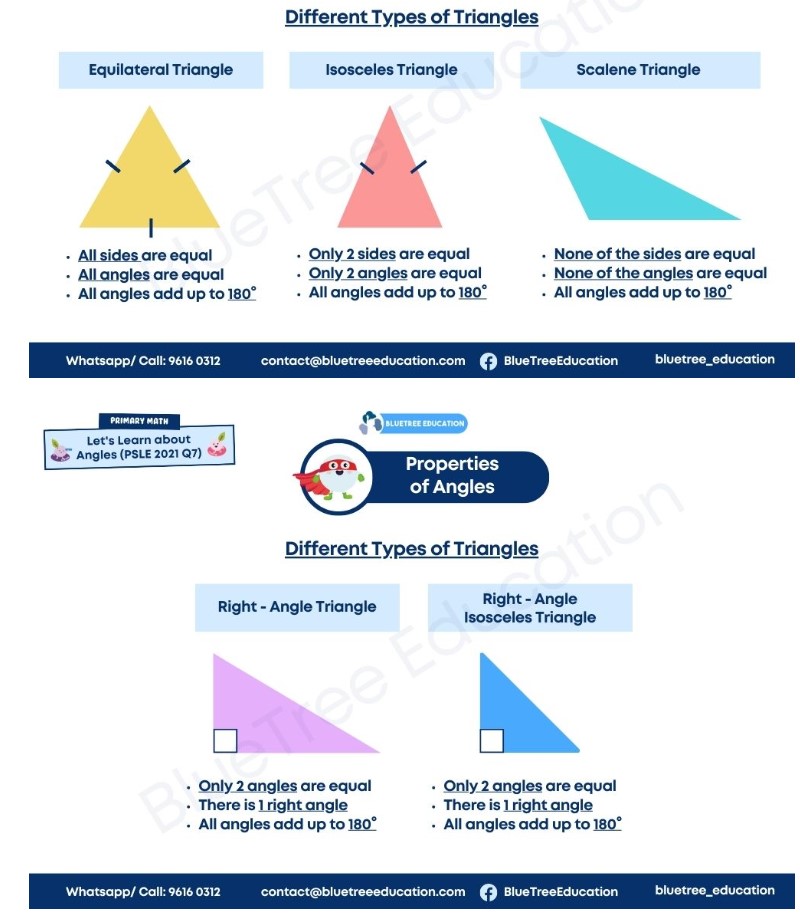 Different Types of Triangles
Equilateral Triangle
Isosceles Triangle
Scalene Triangle
• All sides are equal
• All angles are equal
• All angles add up to 180°
• Only 2 sides are equal
• Only 2 angles are equal
• All angles add up to 180°
• None of the sides are equal
• None of the angles are equal
• All angles add up to 180°
BlueTree Education
Whatsapp/ Call: 9616 0312 contact@bluetreeeducation.com BlueTreeEducation bluetree_education
PRIMARY MATH
Let's Learn about
Angles (PSLE 2021 Q7)
BLUETREE EDUCATION
Properties
of Angles
Different Types of Triangles
Right - Angle Triangle
Right - Angle
Isosceles Triangle
• Only 2 angles are equal
• There is 1 right angle
• All angles add up to 180°
• Only 2 angles are equal
• There is 1 right angle
• All angles add up to 180°
BlueTree Education
Whatsapp/ Call: 9616 0312 contact@bluetreeeducation.com BlueTreeEducation bluetree_education